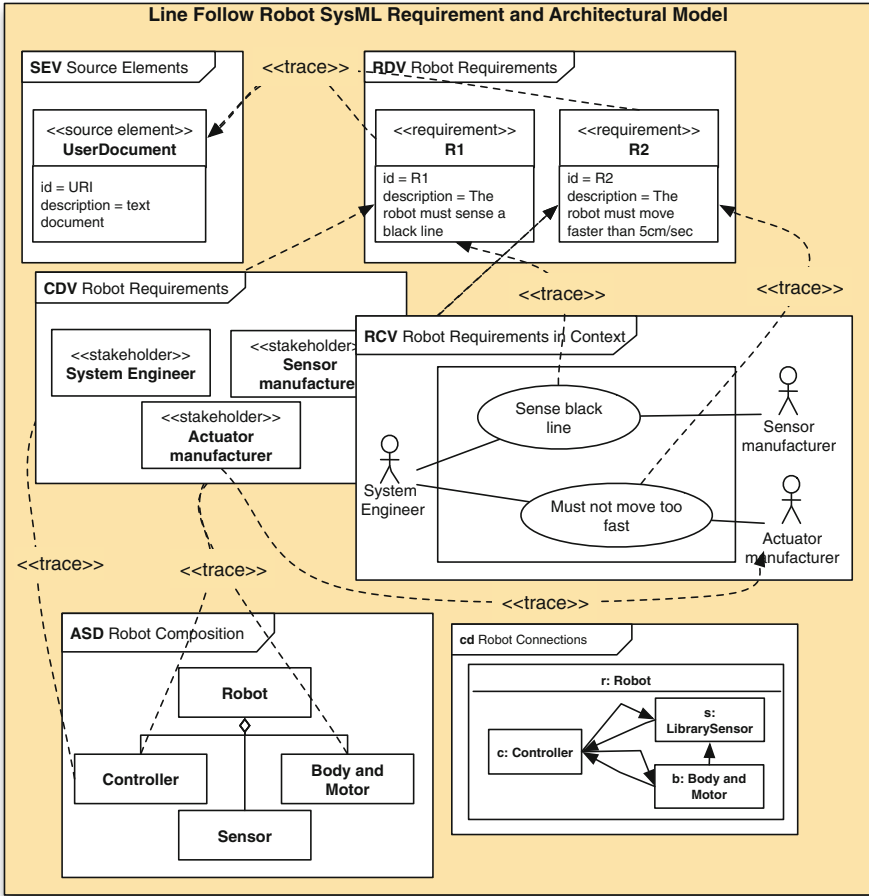 Line Follow Robot SysML Requirement and Architectural Model
SEV Source Elements
<<trace>>
RDV Robot Requirements
<<source element>>
UserDocument
id = URI
description = text
document
<<requirement>>
R1
id = R1
description = The
robot must sense a
black line
<<requirement>>
R2
id = R2
description = The
robot must move
faster than 5cm/sec
CDV Robot Requirements
<<trace>>
<<trace>>
<<stakeholder>>
System Engineer
<<stakeholder>
Sensor
manufacture
<<stakeholder>>
Actuator
manufacturer
RCV Robot Requirements in Context
Sense black
line
Sensor
manufacturer
System
Engineer
Must not move too
fast
Actuator
manufacturer
<<trace>>
<<trace>>
<<trace>>
ASD Robot Composition
Robot
Controller
Body and
Motor
Sensor
cd Robot Connections
r: Robot
s:
LibrarySensor
c: Controller
b: Body and
Motor